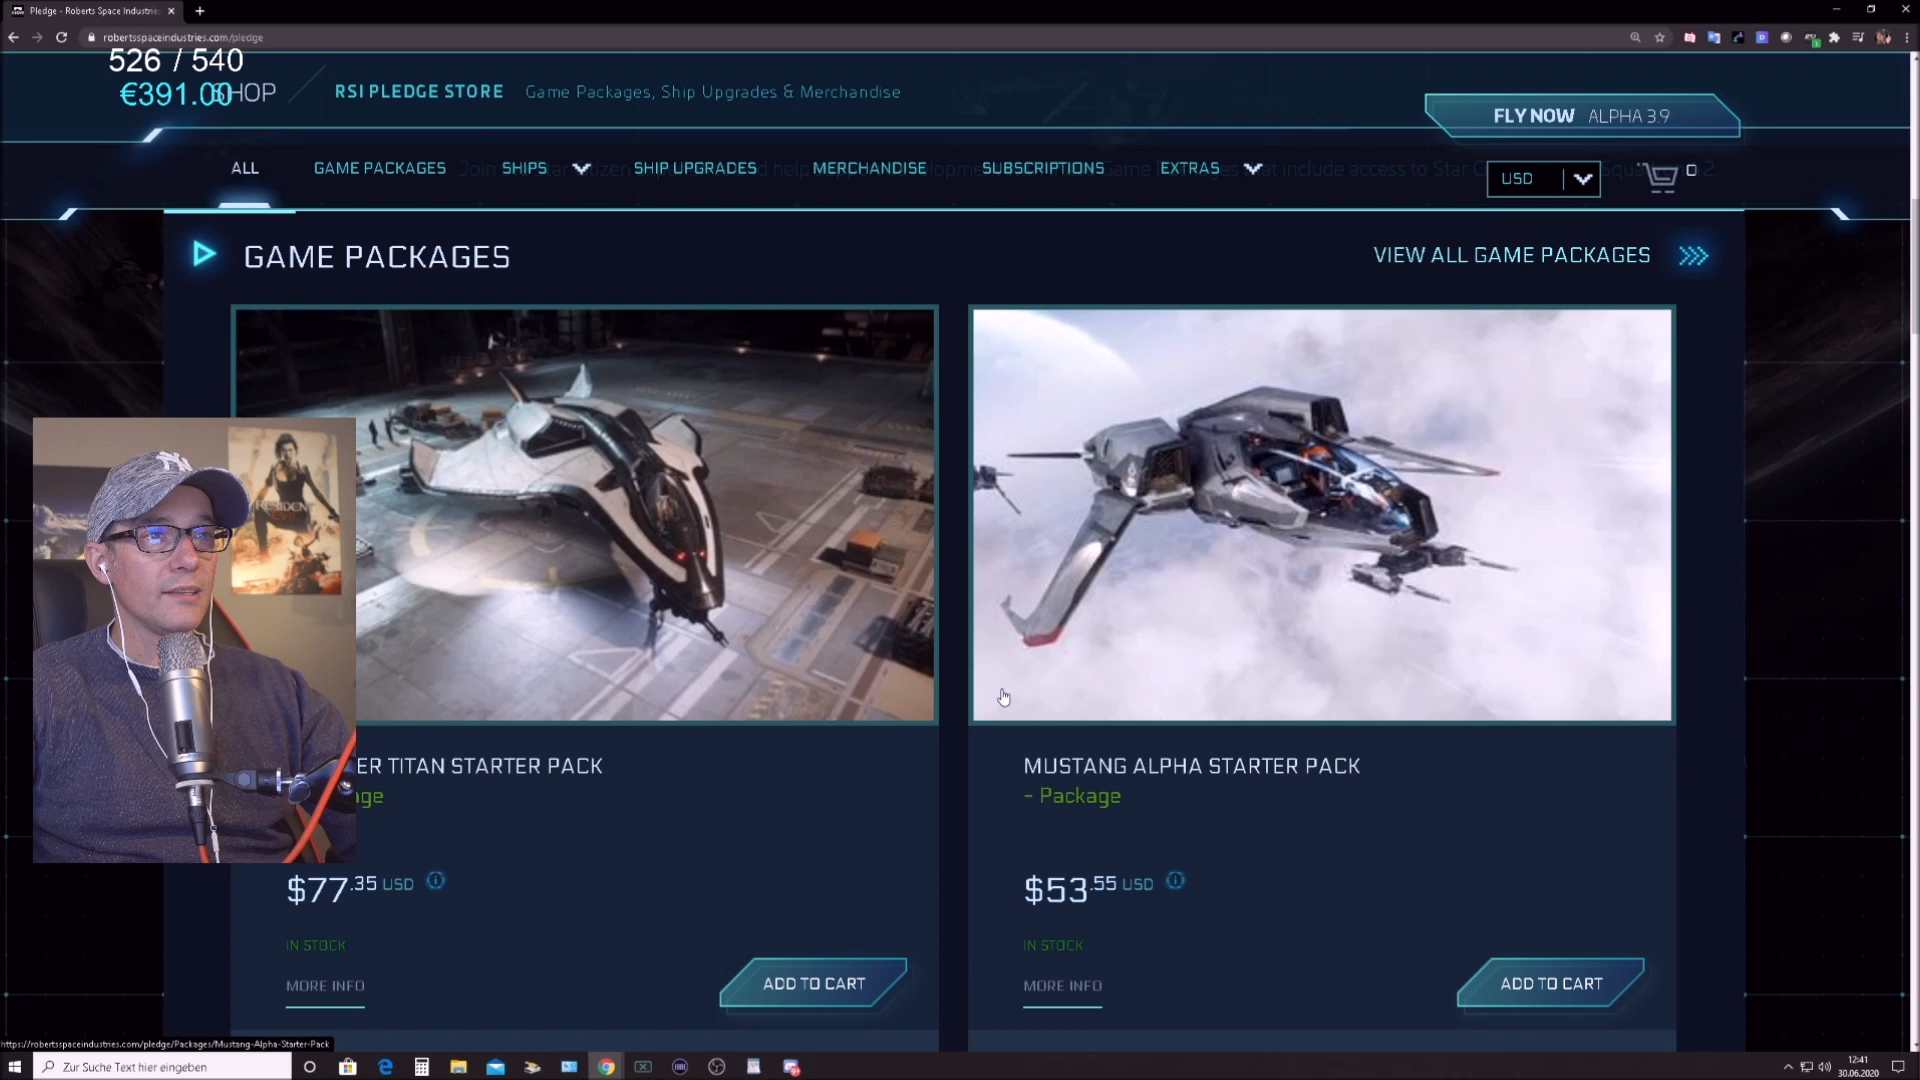 Pledge - Roberts Space Industrie
robertsspaceindustries.com/pledge
526 / 540
€391.00
HOP
RSI PLEDGE STORE
Game Packages, Ship Upgrades & Merchandise
FLY NOW ALPHA 3.9
ALL
GAME PACKAGES
SHIPS
SHIP UPGRADES
MERCHANDISE
SUBSCRIPTIONS
EXTRAS
USD
0
GAME PACKAGES
VIEW ALL GAME PACKAGES
RESIDENT
ER TITAN STARTER PACK
age
$77.35 USD
IN STOCK
MORE INFO
ADD TO CART
MUSTANG ALPHA STARTER PACK
- Package
$53.55 USD
IN STOCK
MORE INFO
ADD TO CART
https://robertsspaceindustries.com/pledge/Packages/Mustang-Alpha-Starter-Pack
Zur Suche Text hier eingeben
12:41
30.06.2020